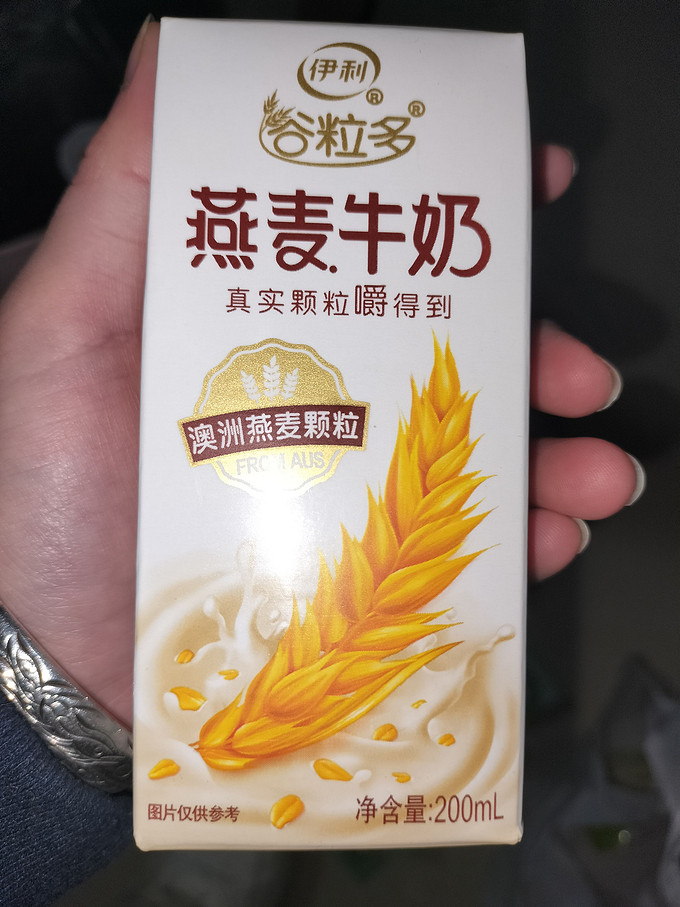 伊利®
谷粒多®
燕麦牛奶
真实颗粒嚼得到
澳洲燕麦颗粒
FROM AUS
图片仅供参考
净含量:200mL